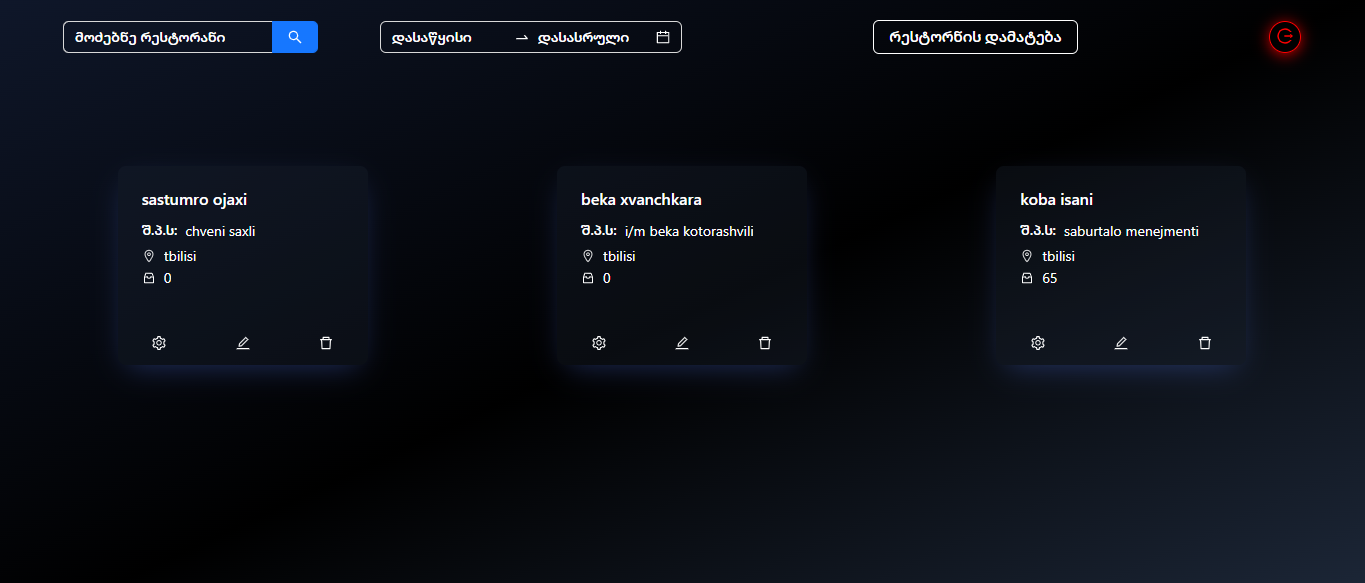 მოძებნე რესტორანი
დასაწყისი
დასასრული
რესტორნის დამატება
sastumro ojaxi
შ.პ.ს: chveni saxli
tbilisi
0
beka xvanchkara
შ.პ.ს: i/m beka kotorashvili
tbilisi
0
koba isani
შ.პ.ს: saburtalo menejmenti
tbilisi
65